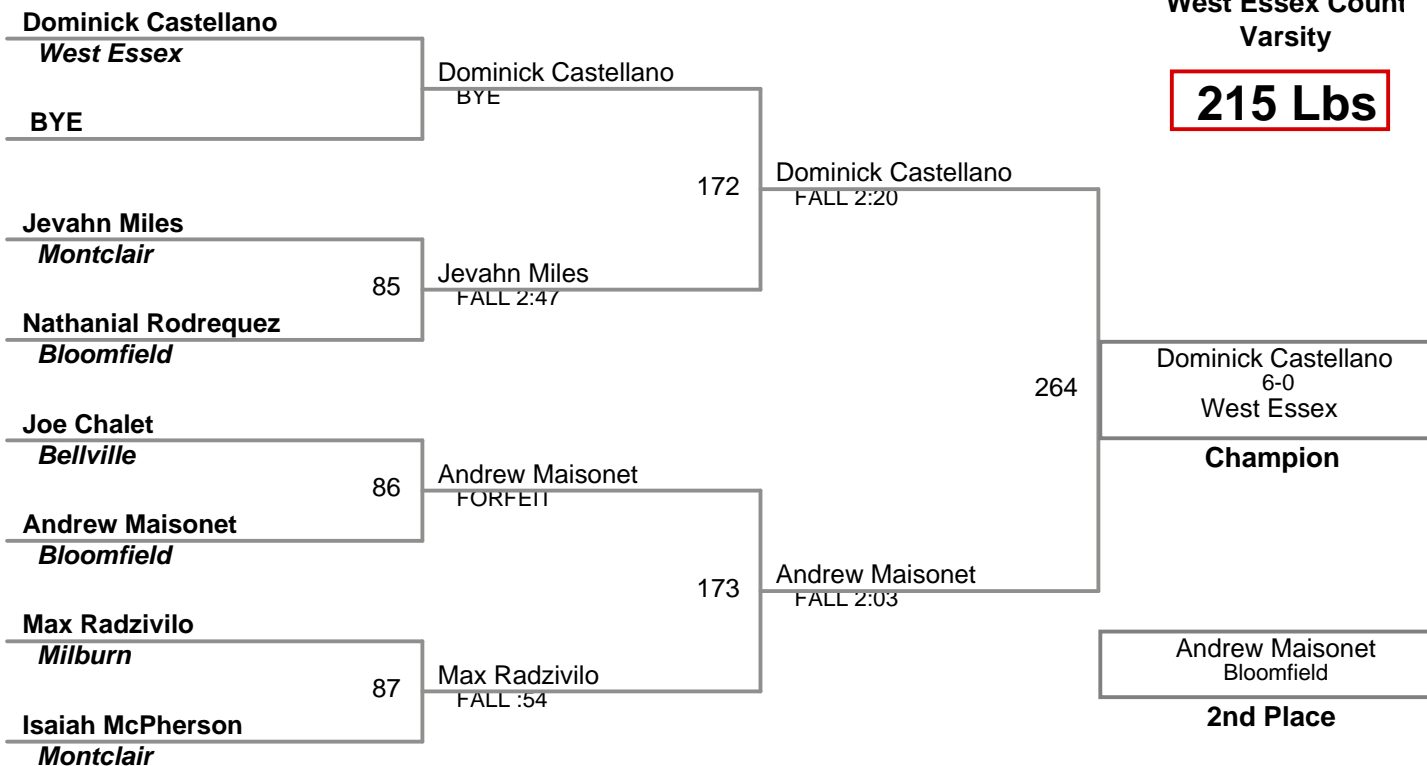 West Essex Count
Varsity
215 Lbs
Dominick Castellano
West Essex
BYE
Jevahn Miles
Montclair
85
Nathanial Rodrequez
Bloomfield
Joe Chalet
Bellville
86
Andrew Maisonet
Bloomfield
Max Radzivilo
Milburn
87
Isaiah McPherson
Montclair
Dominick Castellano
BYE
172
Jevahn Miles
FALL 2:47
Andrew Maisonet
FORFEIT
173
Max Radzivilo
FALL :54
Dominick Castellano
FALL 2:20
264
Andrew Maisonet
FALL 2:03
Dominick Castellano
6-0
West Essex
Champion
Andrew Maisonet
Bloomfield
2nd Place